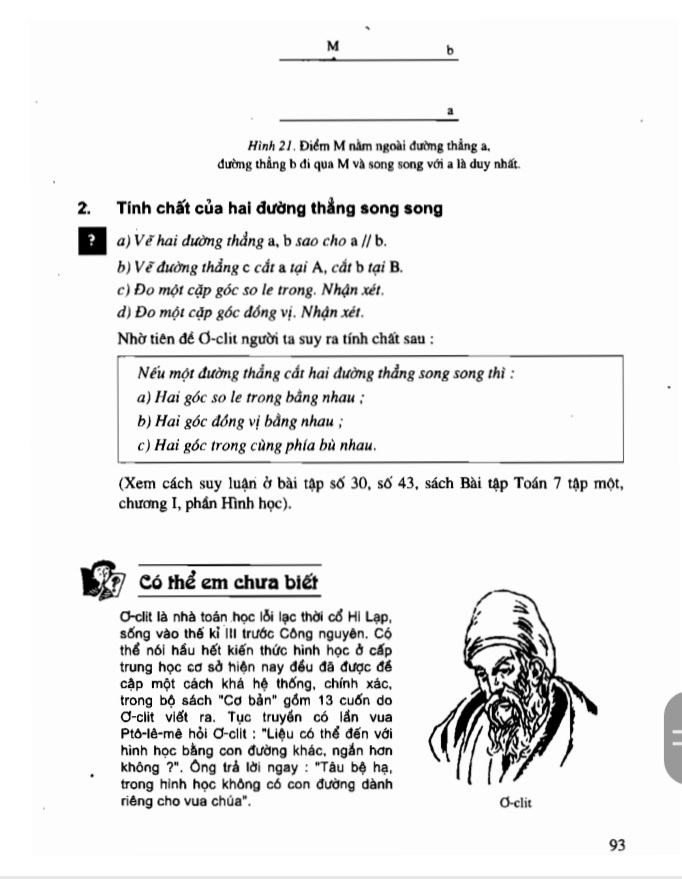 M
b
a
Hình 21. Điểm M nằm ngoài đường thẳng a,
đường thẳng b đi qua M và song song với a là duy nhất.
2. Tính chất của hai đường thẳng song song
? a) Vẽ hai đường thẳng a, b sao cho a // b.
b) Vẽ đường thẳng c cắt a tại A, cắt b tại B.
c) Đo một cặp góc so le trong. Nhận xét.
d) Đo một cặp góc đồng vị. Nhận xét.
Nhờ tiên đề Ơ-clit người ta suy ra tính chất sau :
Nếu một đường thẳng cắt hai đường thẳng song song thì :
a) Hai góc so le trong bằng nhau ;
b) Hai góc đồng vị bằng nhau ;
c) Hai góc trong cùng phía bù nhau.
(Xem cách suy luận ở bài tập số 30, số 43, sách Bài tập Toán 7 tập một,
chương I, phần Hình học).
Có thể em chưa biết
Ơ-clit là nhà toán học lỗi lạc thời cổ Hi Lạp,
sống vào thế kỉ III trước Công nguyên. Có
thể nói hầu hết kiến thức hình học ở cấp
trung học cơ sở hiện nay đều đã được đề
cập một cách khá hệ thống, chính xác,
trong bộ sách "Cơ bản" gồm 13 cuốn do
Ơ-clit viết ra. Tục truyền có lần vua
Ptô-lê-mê hỏi Ơ-clit : "Liệu có thể đến với
hình học bằng con đường khác, ngắn hơn
không ?". Ông trả lời ngay : "Tâu bệ hạ,
trong hình học không có con đường dành
riêng cho vua chúa".
Ơ-clit
93